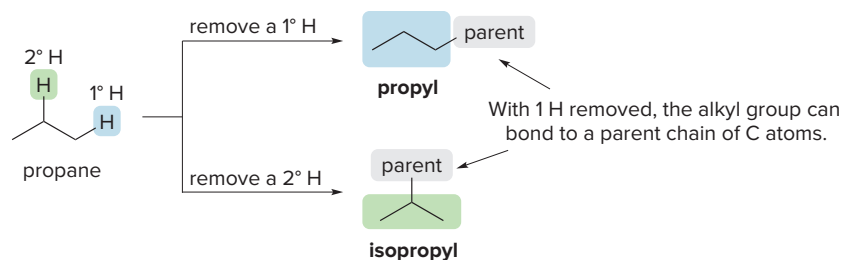 remove a 1° H
parent
propyl
2° H
H
1° H
H
propane
With 1 H removed, the alkyl group can
bond to a parent chain of C atoms.
remove a 2° H
parent
isopropyl